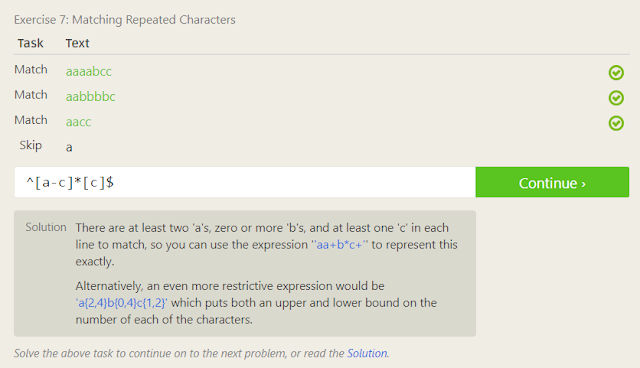 Exercise 7: Matching Repeated Characters
Task Text
Match aaaabcc
Match aabbbbc
Match aacc
Skip a
^[a-c]*[c]$ Continue ›
Solution There are at least two 'a's, zero or more 'b's, and at least one 'c' in each
line to match, so you can use the expression ''aa+b*c+'' to represent this
exactly.
Alternatively, an even more restrictive expression would be
'a{2,4}b{0,4}c{1,2}' which puts both an upper and lower bound on the
number of each of the characters.
Solve the above task to continue on to the next problem, or read the Solution.